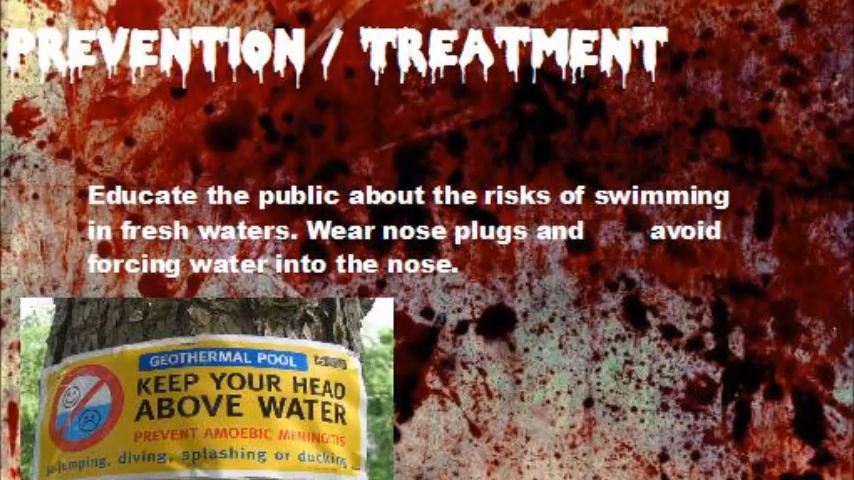 PREVENTION / TREATMENT
Educate the public about the risks of swimming
in fresh waters. Wear nose plugs and avoid
forcing water into the nose.
GEOTHERMAL POOL
KEEP YOUR HEAD
ABOVE WATER
PREVENT AMOEBIC MENINGITIS
jumping, diving, splashing or ducking